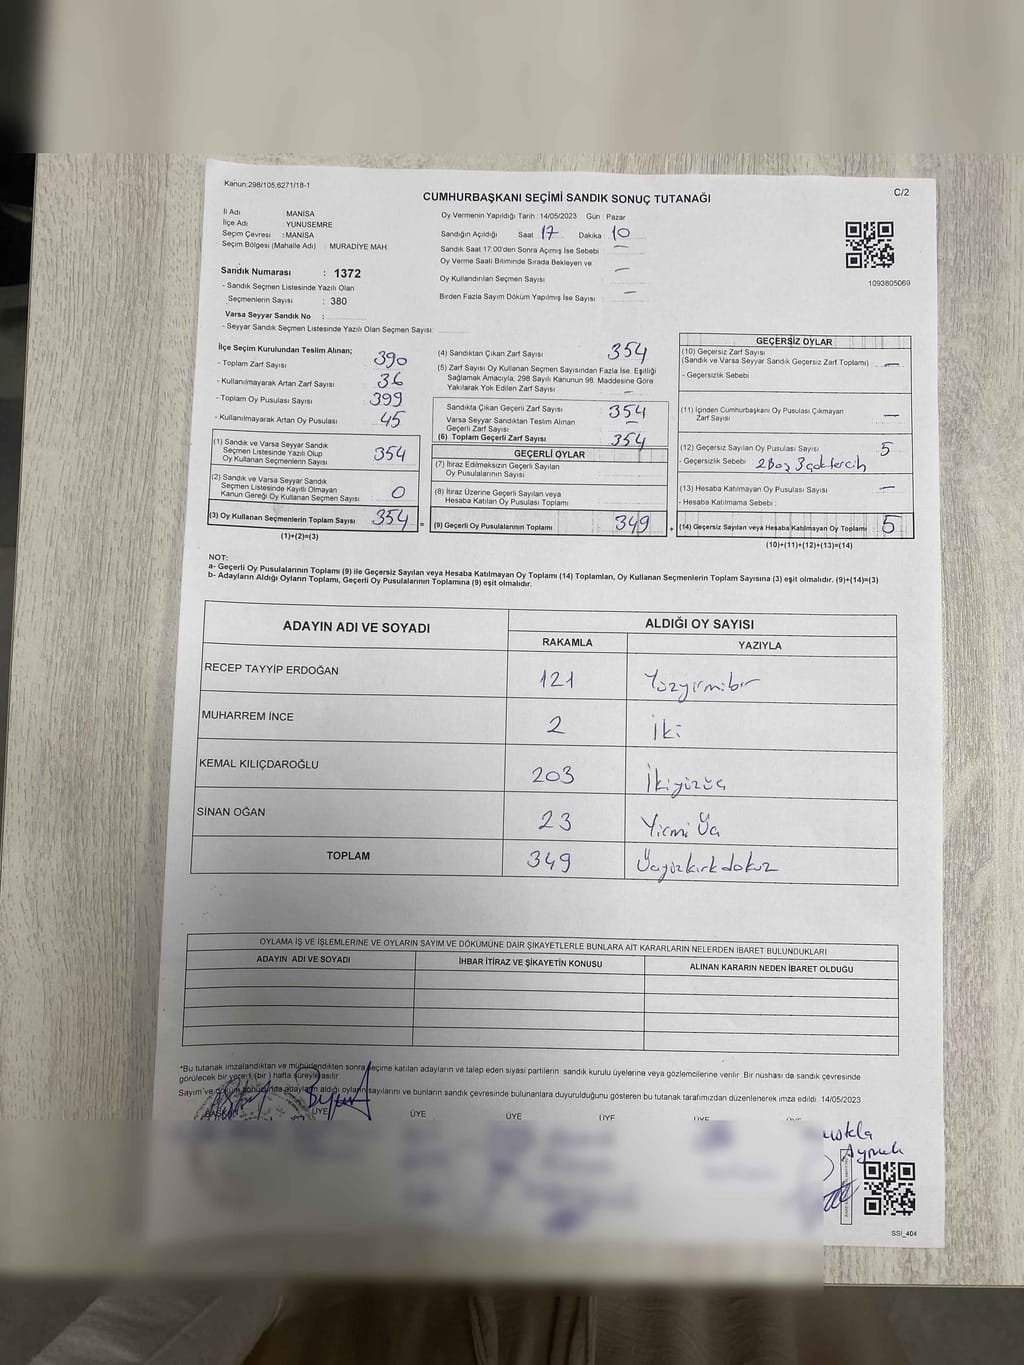 Kanun:298/105;6271/18-1
C/2
CUMHURBAŞKANI SEÇİMİ SANDIK SONUÇ TUTANAĞI
İl Adı : MANİSA
İlçe Adı : YUNUSEMRE
Seçim Çevresi : MANİSA
Seçim Bölgesi (Mahalle Adı) : MURADİYE MAH.
Sandık Numarası : 1372
- Sandık Seçmen Listesinde Yazılı Olan
Seçmenlerin Sayısı : 380
Varsa Seyyar Sandık No :
- Seyyar Sandık Seçmen Listesinde Yazılı Olan Seçmen Sayısı:
Oy Vermenin Yapıldığı Tarih :14/05/2023 Gün : Pazar
Sandığın Açıldığı Saat 17 Dakika 10
Sandık Saat 17:00'den Sonra Açımış İse Sebebi —
Oy Verme Saati Bitiminde Sırada Bekleyen ve
Oy Kullandırılan Seçmen Sayısı —
Birden Fazla Sayım Döküm Yapılmış İse Sayısı —
1093805069
İlçe Seçim Kurulundan Teslim Alınan;
- Toplam Zarf Sayısı 390
- Kullanılmayarak Artan Zarf Sayısı 36
- Toplam Oy Pusulası Sayısı 399
- Kullanılmayarak Artan Oy Pusulası 45
(1) Sandık ve Varsa Seyyar Sandık
Seçmen Listesinde Yazılı Olup
Oy Kullanan Seçmenlerin Sayısı 354
(2) Sandık ve Varsa Seyyar Sandık
Seçmen Listesinde Kayıtlı Olmayan
Kanun Gereği Oy Kullanan Seçmen Sayısı 0
(3) Oy Kullanan Seçmenlerin Toplam Sayısı 354 =
(1)+(2)=(3)
(4) Sandıktan Çıkan Zarf Sayısı 354
(5) Zarf Sayısı Oy Kullanan Seçmen Sayısından Fazla İse, Eşitliği
Sağlamak Amacıyla; 298 Sayılı Kanunun 98. Maddesine Göre
Yakılarak Yok Edilen Zarf Sayısı —
Sandıkta Çıkan Geçerli Zarf Sayısı 354
Varsa Seyyar Sandıktan Teslim Alınan
Geçerli Zarf Sayısı —
(6) Toplam Geçerli Zarf Sayısı 354
GEÇERLİ OYLAR
(7) İtiraz Edilmeksizin Geçerli Sayılan
Oy Pusulalarının Sayısı
(8) İtiraz Üzerine Geçerli Sayılan veya
Hesaba Katılan Oy Pusulası Toplamı
(9) Geçerli Oy Pusulalarının Toplamı 349 +
GEÇERSİZ OYLAR
(10) Geçersiz Zarf Sayısı
(Sandık ve Varsa Seyyar Sandık Geçersiz Zarf Toplamı) —
- Geçersizlik Sebebi
(11) İçinden Cumhurbaşkanı Oy Pusulası Çıkmayan
Zarf Sayısı —
(12) Geçersiz Sayılan Oy Pusulası Sayısı 5
- Geçersizlik Sebebi 2 Boş 3 çok tercih
(13) Hesaba Katılmayan Oy Pusulası Sayısı —
- Hesaba Katılmama Sebebi :
(14) Geçersiz Sayılan veya Hesaba Katılmayan Oy Toplamı 5
(10)+(11)+(12)+(13)=(14)
NOT:
a- Geçerli Oy Pusulalarının Toplamı (9) ile Geçersiz Sayılan veya Hesaba Katılmayan Oy Toplamı (14) Toplamları, Oy Kullanan Seçmenlerin Toplam Sayısına (3) eşit olmalıdır. (9)+(14)=(3)
b- Adayların Aldığı Oyların Toplamı, Geçerli Oy Pusulalarının Toplamına (9) eşit olmalıdır.
ADAYIN ADI VE SOYADI
ALDIĞI OY SAYISI
RAKAMLA YAZIYLA
RECEP TAYYİP ERDOĞAN 121 Yüzyirmibir
MUHARREM İNCE 2 İki
KEMAL KILIÇDAROĞLU 203 İkiyüzüç
SİNAN OĞAN 23 Yirmi Üç
TOPLAM 349 Üçyüzkırkdokuz
OYLAMA İŞ VE İŞLEMLERİNE VE OYLARIN SAYIM VE DÖKÜMÜNE DAİR ŞİKAYETLERLE BUNLARA AİT KARARLARIN NELERDEN İBARET BULUNDUKLARI
ADAYIN ADI VE SOYADI İHBAR İTİRAZ VE ŞİKAYETİN KONUSU ALINAN KARARIN NEDEN İBARET OLDUĞU
*Bu tutanak imzalandıktan ve mühürlendikten sonra seçime katılan adayların ve talep eden siyasi partilerin sandık kurulu üyelerine veya gözlemcilerine verilir. Bir nüshası da sandık çevresinde
görülecek bir yere 1 (bir ) hafta süreyle asılır
Sayım ve döküm sonucunda adayların aldığı oyların sayılarını ve bunların sandık çevresinde bulunanlara duyurulduğunu gösteren bu tutanak tarafımızdan düzenlenerek imza edildi. 14/05/2023
BAŞKAN ÜYE ÜYE ÜYE ÜYE ÜYE ÜYE
SSİ_404